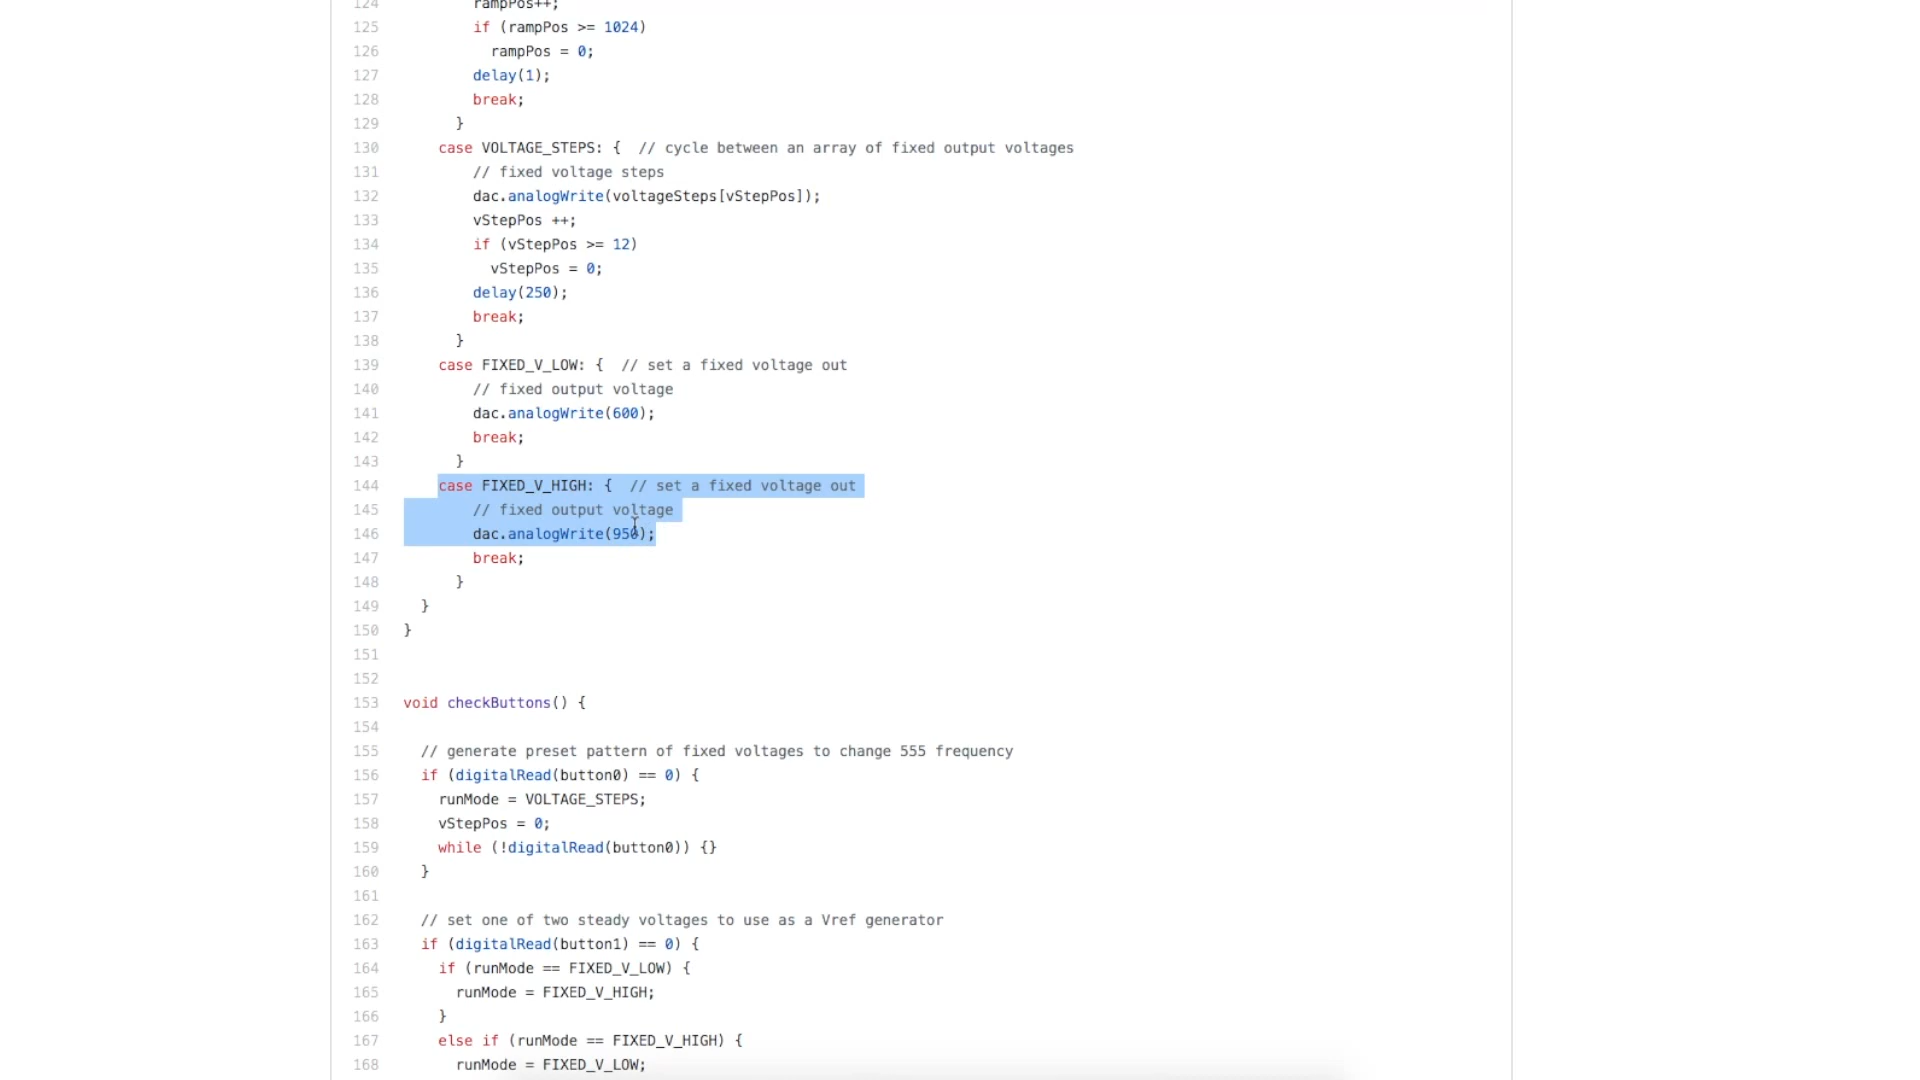 124 rampPos++;
125 if (rampPos >= 1024)
126 rampPos = 0;
127 delay(1);
128 break;
129 }
130 case VOLTAGE_STEPS: { // cycle between an array of fixed output voltages
131 // fixed voltage steps
132 dac.analogWrite(voltageSteps[vStepPos]);
133 vStepPos ++;
134 if (vStepPos >= 12)
135 vStepPos = 0;
136 delay(250);
137 break;
138 }
139 case FIXED_V_LOW: { // set a fixed voltage out
140 // fixed output voltage
141 dac.analogWrite(600);
142 break;
143 }
144 case FIXED_V_HIGH: { // set a fixed voltage out
145 // fixed output voltage
146 dac.analogWrite(950);
147 break;
148 }
149 }
150 }
151
152
153 void checkButtons() {
154
155 // generate preset pattern of fixed voltages to change 555 frequency
156 if (digitalRead(button0) == 0) {
157 runMode = VOLTAGE_STEPS;
158 vStepPos = 0;
159 while (!digitalRead(button0)) {}
160 }
161
162 // set one of two steady voltages to use as a Vref generator
163 if (digitalRead(button1) == 0) {
164 if (runMode == FIXED_V_LOW) {
165 runMode = FIXED_V_HIGH;
166 }
167 else if (runMode == FIXED_V_HIGH) {
168 runMode = FIXED_V_LOW;